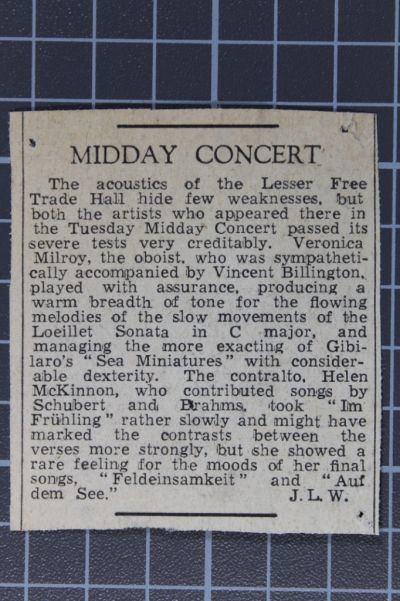 MIDDAY CONCERT
The acoustics of the Lesser Free
Trade Hall hide few weaknesses, but
both the artists who appeared there in
the Tuesday Midday Concert passed its
severe tests very creditably. Veronica
Milroy, the oboist, who was sympatheti-
cally accompanied by Vincent Billington,
played with assurance, producing a
warm breadth of tone for the flowing
melodies of the slow movements of the
Loeillet Sonata in C major, and
managing the more exacting of Gibi-
laro's "Sea Miniatures" with consider-
able dexterity. The contralto, Helen
McKinnon, who contributed songs by
Schubert and Brahms, took "Im
Frühling" rather slowly and might have
marked the contrasts between the
verses more strongly, but she showed a
rare feeling for the moods of her final
songs, "Feldeinsamkeit" and "Auf
dem See." J. L. W.